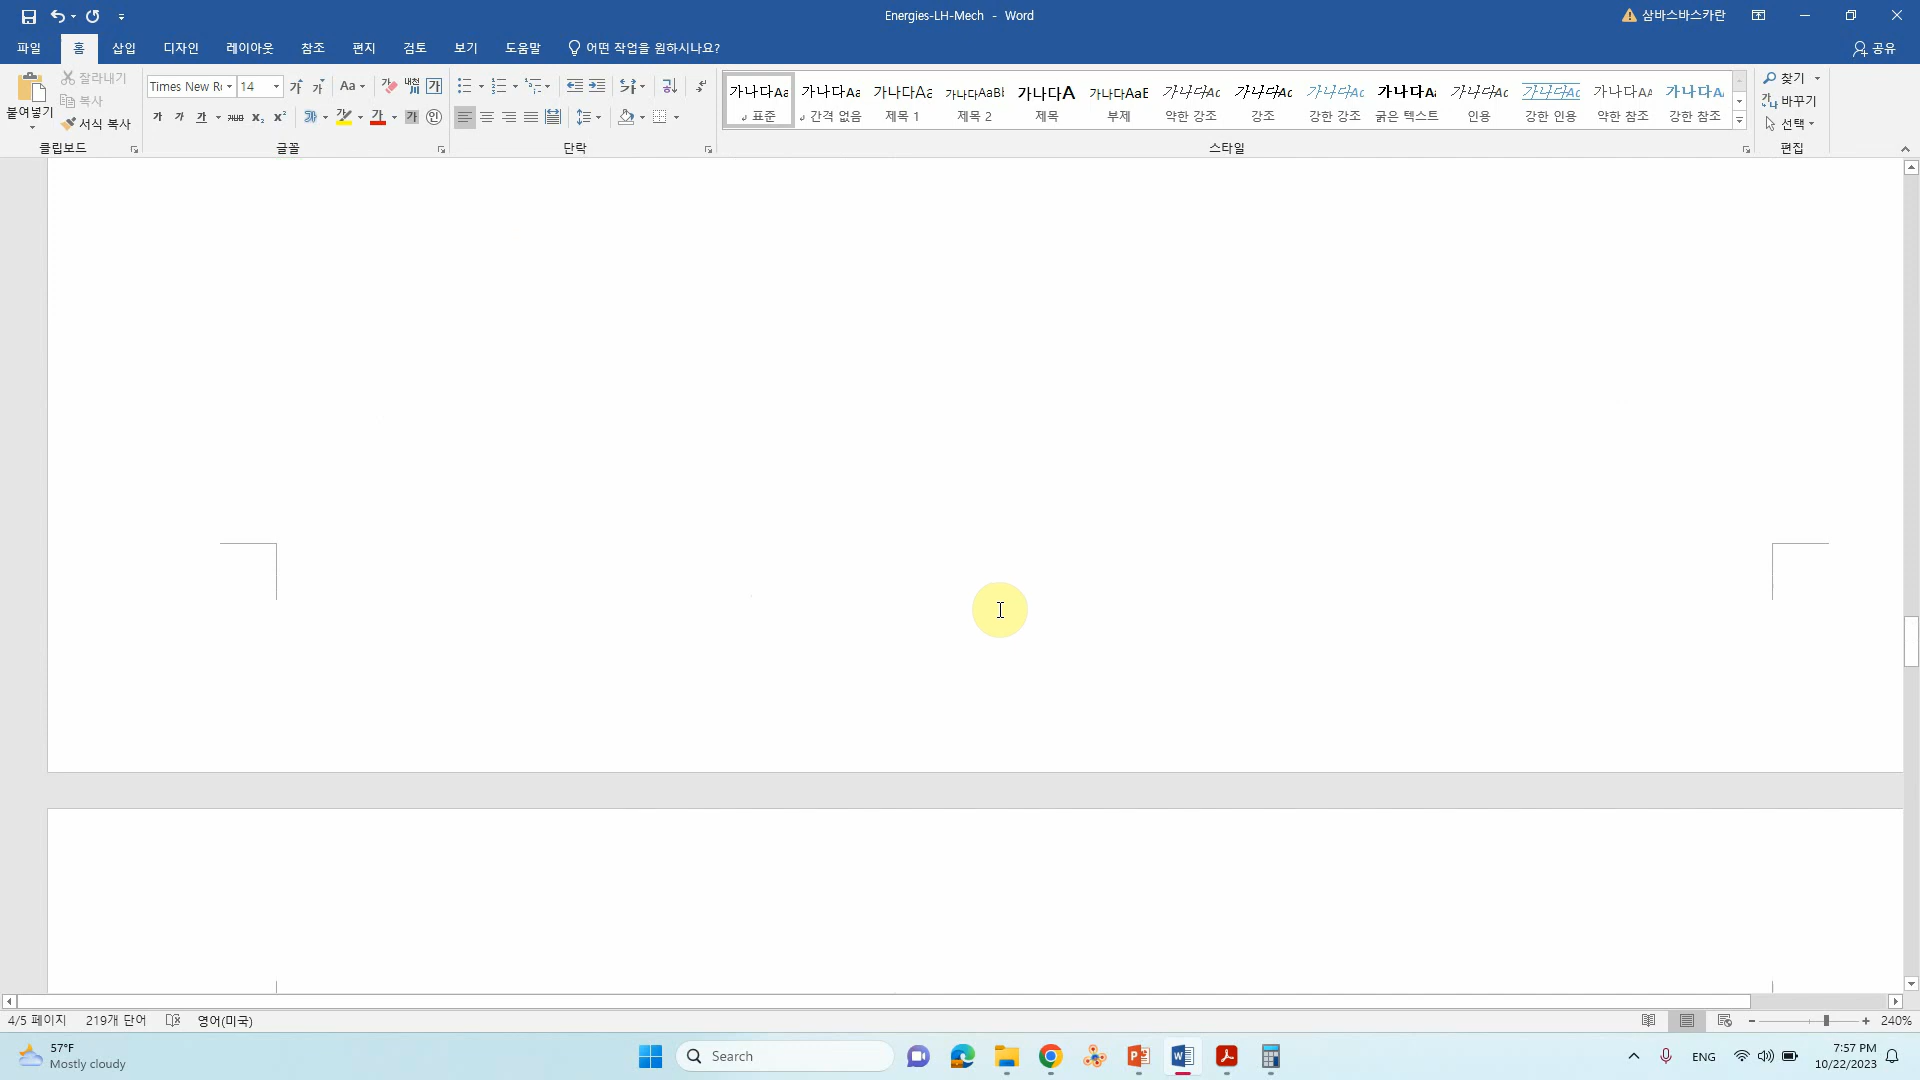 Energies-LH-Mech - Word
삼바스바스카란
파일 홈 삽입 디자인 레이아웃 참조 편지 검토 보기 도움말 어떤 작업을 원하시나요? 공유
붙여넣기 잘라내기 복사 서식 복사
클립보드
Times New R 14
글꼴
단락
가나다Aa 가나다Aa 가나다Aa 가나다AaBb 가나다A 가나다AaB 가나다Aa 가나다Aa 가나다Aa 가나다Aa 가나다Aa 가나다Aa 가나다Aa 가나다Aa
표준 간격 없음 제목 1 제목 2 제목 부제 약한 강조 강조 강한 강조 굵은 텍스트 인용 강한 인용 약한 참조 강한 참조
스타일
찾기
바꾸기
선택
편집
4/5 페이지 219개 단어 영어(미국) 240%
57°F
Mostly cloudy
Search
ENG
7:57 PM
10/22/2023